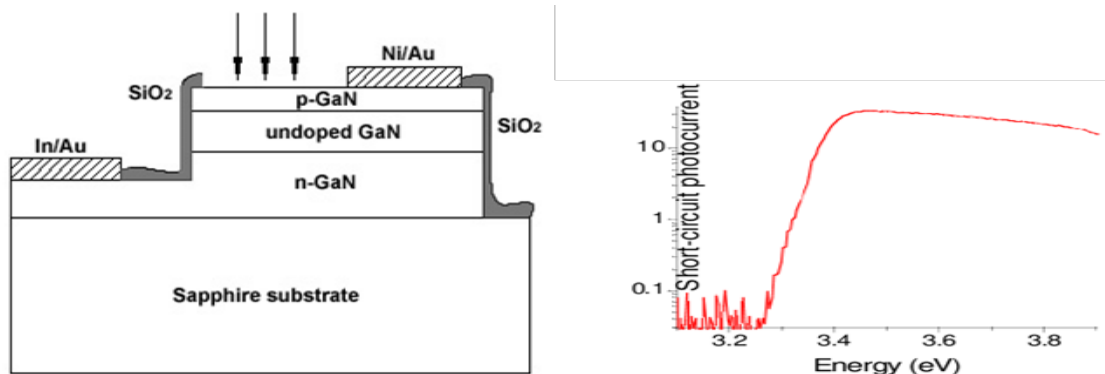 Ni/Au
SiO₂
p-GaN
SiO₂
undoped GaN
In/Au
n-GaN
Sapphire substrate
Short-circuit photocurrent
10
1
0.1
3.2 3.4 3.6 3.8
Energy (eV)